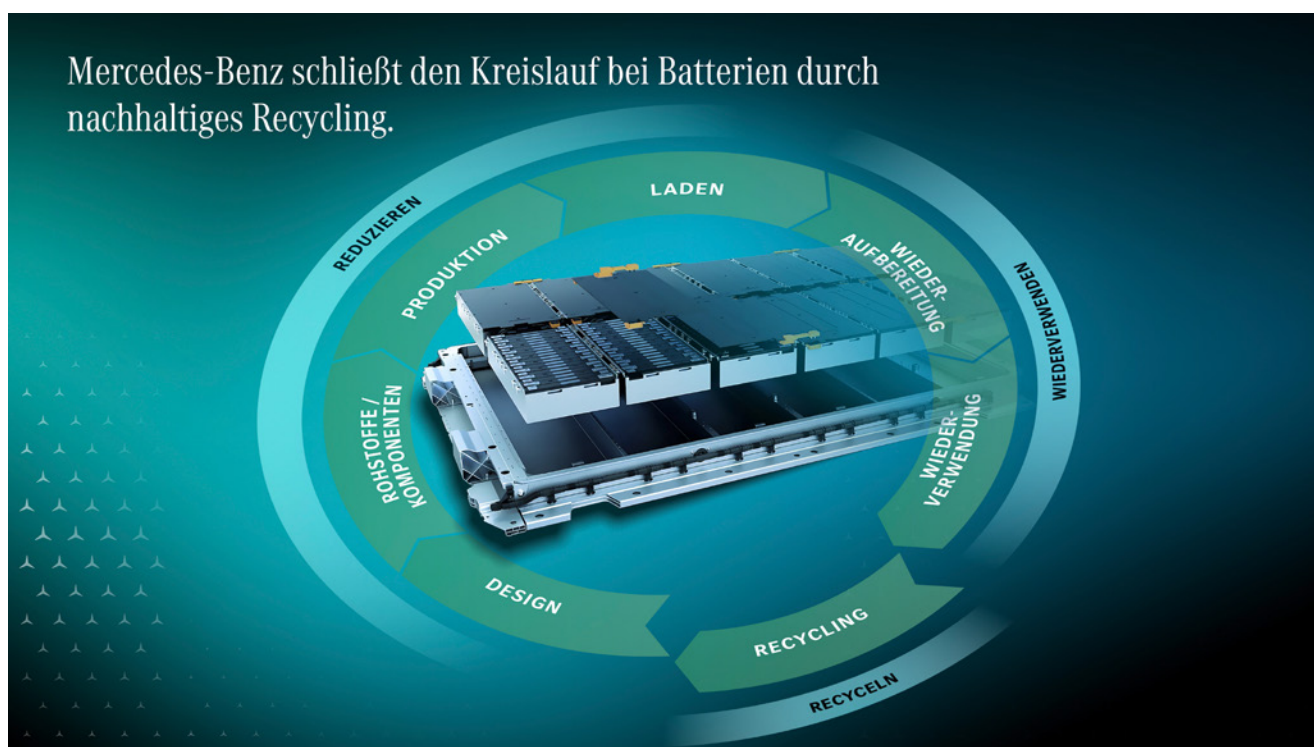 Mercedes-Benz schließt den Kreislauf bei Batterien durch
nachhaltiges Recycling.
REDUZIEREN
WIEDERVERWENDEN
RECYCELN
DESIGN
ROHSTOFFE /
KOMPONENTEN
PRODUKTION
LADEN
WIEDER-
AUFBEREITUNG
WIEDER-
VERWENDUNG
RECYCLING